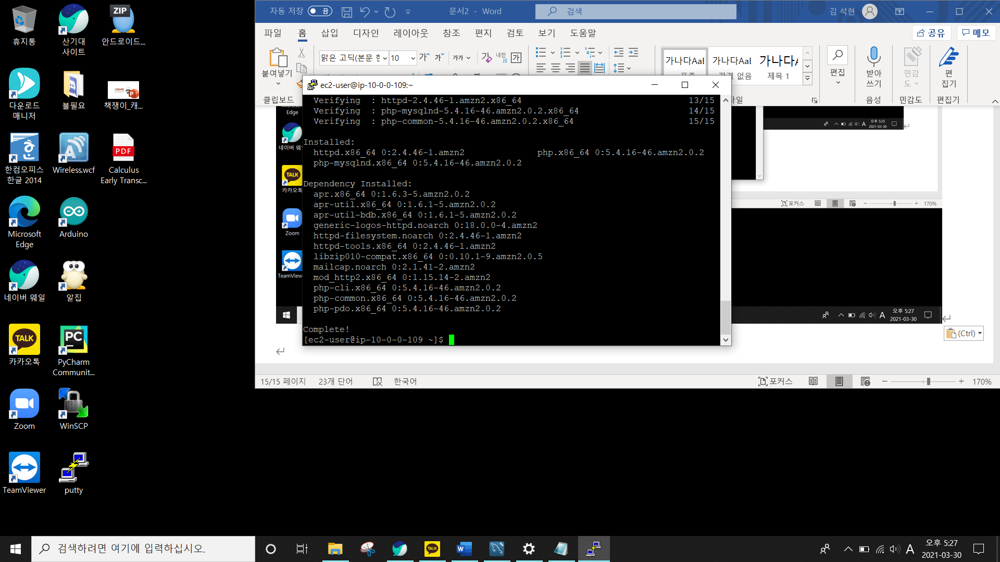 휴지통
산기대
사이트
ZIP
안드로이드...
다운로드
매니저
불필요
책쟁이_캐...
한컴오피스
한글 2014
Wireless.wcf
PDF
Calculus
Early Transc...
Microsoft
Edge
Arduino
네이버 웨일
알집
TALK
카카오톡
PC
PyCharm
Communit...
Zoom
WinSCP
TeamViewer
putty
자동 저장
끔
문서2 - Word
검색
김 석현
파일 홈 삽입 디자인 레이아웃 참조 편지 검토 보기 도움말
공유
메모
붙여넣기
맑은 고딕(본문 한
10
가나다AaE
가나다AaE
가나다A
제목 1
편집
받아
쓰기
민감
도
편
집기
클립보드
음성
민감도
편집기
Edge
네이버 웨일
TALK
카카오톡
Zoom
TeamViewer
오후 5:25
2021-03-30
포커스
170%
A
오후 5:27
2021-03-30
(Ctrl)
ec2-user@ip-10-0-0-109:~
Verifying : httpd-2.4.46-1.amzn2.x86_64 13/15
Verifying : php-mysqlnd-5.4.16-46.amzn2.0.2.x86_64 14/15
Verifying : php-common-5.4.16-46.amzn2.0.2.x86_64 15/15
Installed:
httpd.x86_64 0:2.4.46-1.amzn2 php.x86_64 0:5.4.16-46.amzn2.0.2
php-mysqlnd.x86_64 0:5.4.16-46.amzn2.0.2
Dependency Installed:
apr.x86_64 0:1.6.3-5.amzn2.0.2
apr-util.x86_64 0:1.6.1-5.amzn2.0.2
apr-util-bdb.x86_64 0:1.6.1-5.amzn2.0.2
generic-logos-httpd.noarch 0:18.0.0-4.amzn2
httpd-filesystem.noarch 0:2.4.46-1.amzn2
httpd-tools.x86_64 0:2.4.46-1.amzn2
libzip010-compat.x86_64 0:0.10.1-9.amzn2.0.5
mailcap.noarch 0:2.1.41-2.amzn2
mod_http2.x86_64 0:1.15.14-2.amzn2
php-cli.x86_64 0:5.4.16-46.amzn2.0.2
php-common.x86_64 0:5.4.16-46.amzn2.0.2
php-pdo.x86_64 0:5.4.16-46.amzn2.0.2
Complete!
[ec2-user@ip-10-0-0-109 ~]$
15/15 페이지 23개 단어 한국어
포커스
170%
검색하려면 여기에 입력하십시오.
TALK
A
오후 5:27
2021-03-30